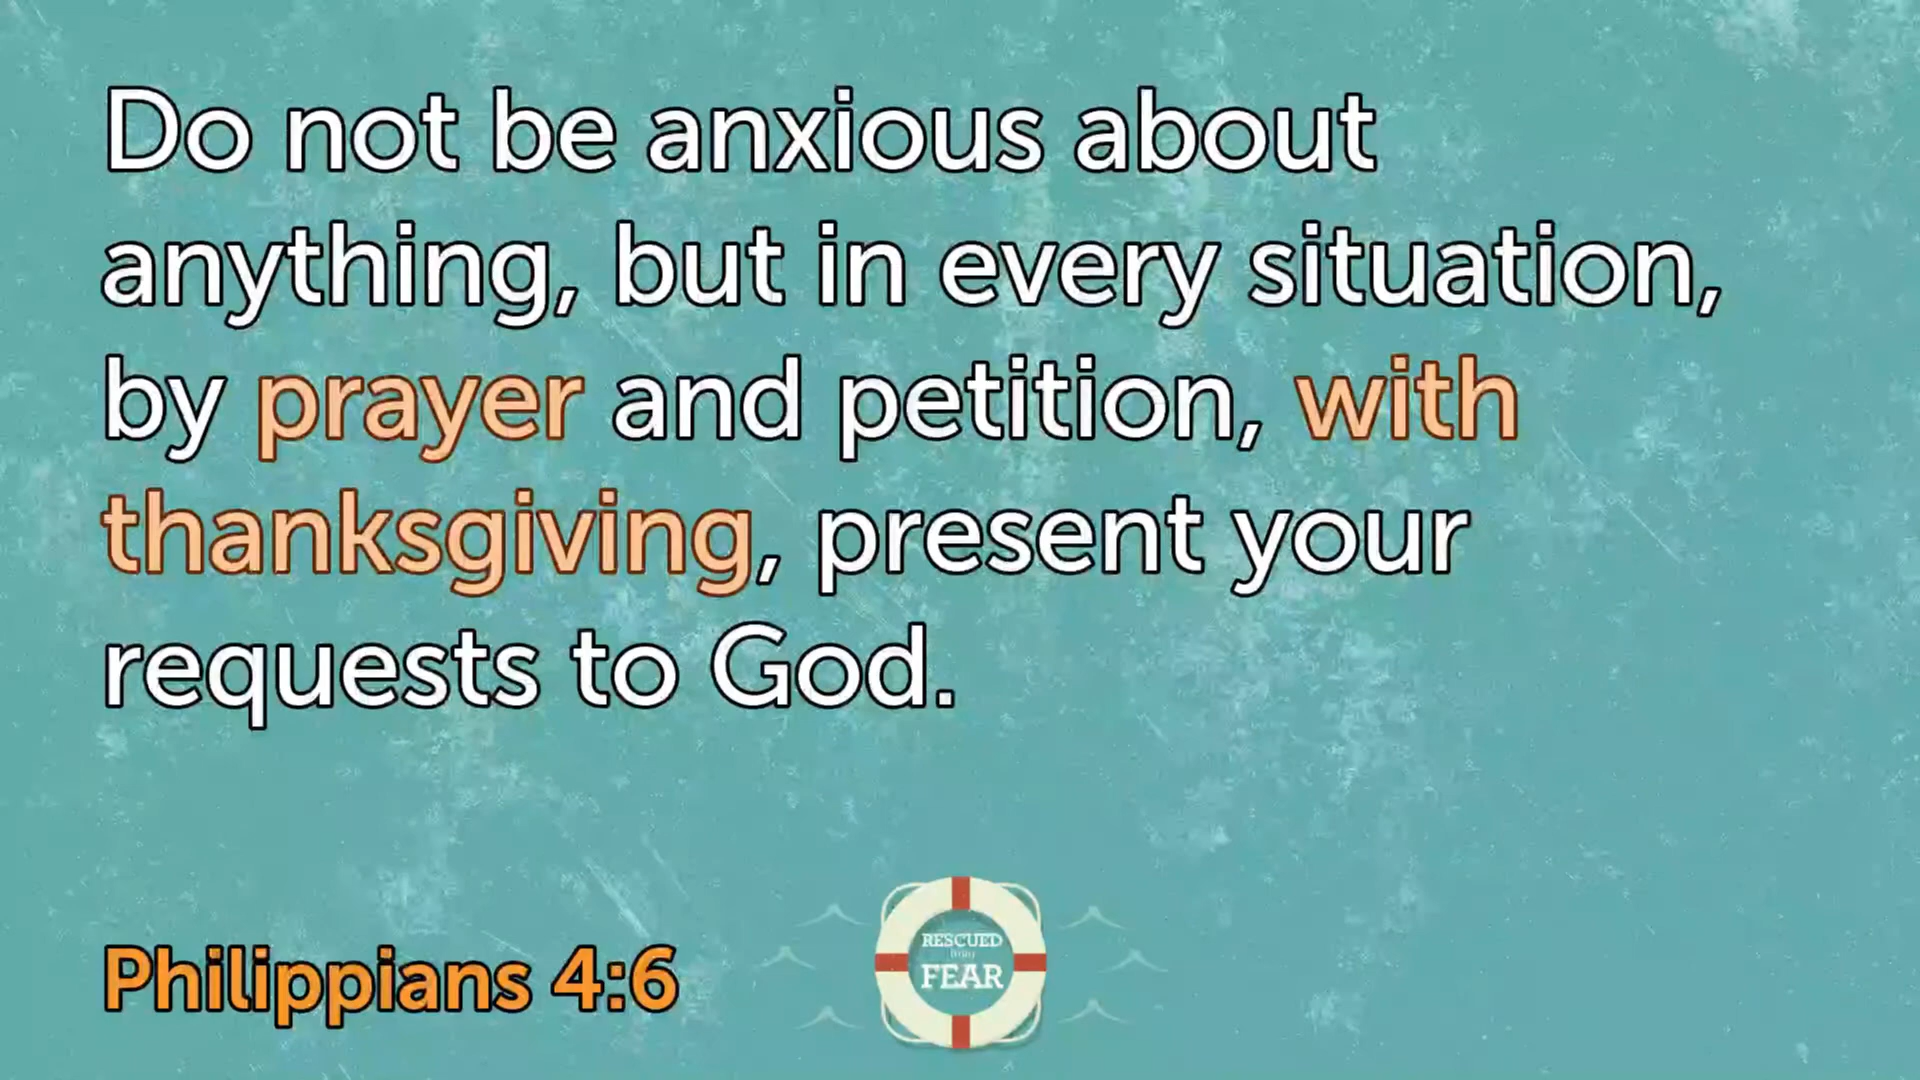 Do not be anxious about
anything, but in every situation,
by prayer and petition, with
thanksgiving, present your
requests to God.
Philippians 4:6
RESCUED
from
FEAR